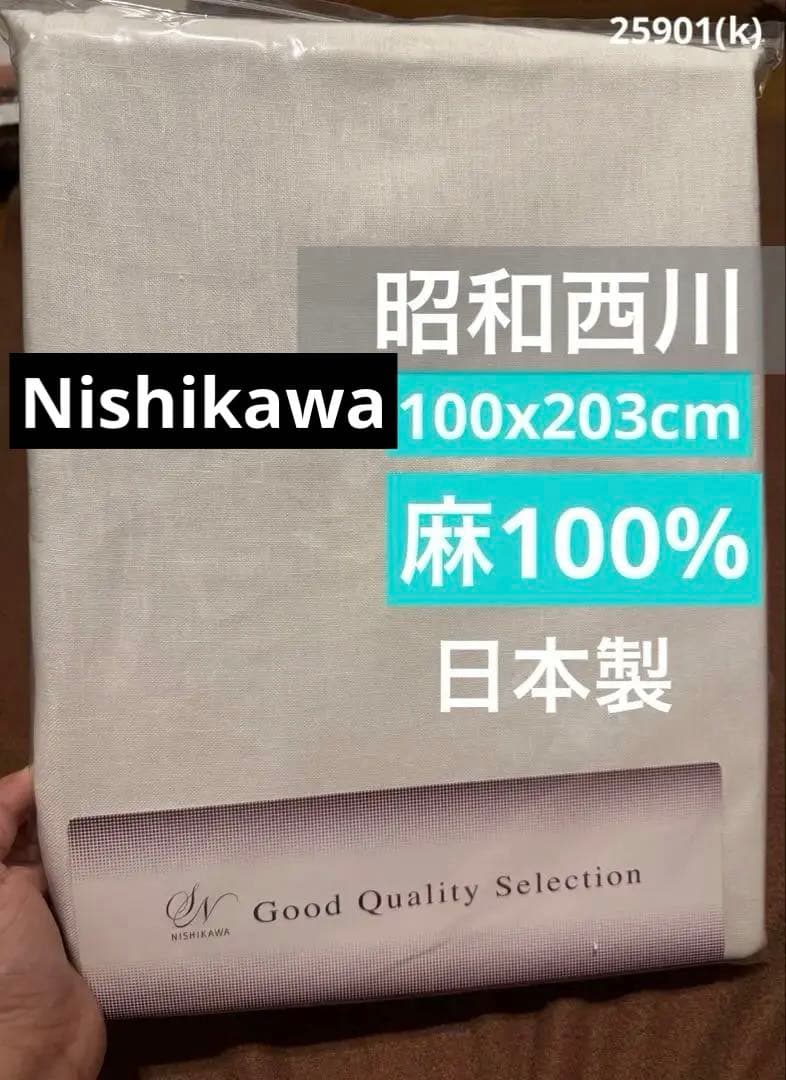 25901(k)
昭和西川
Nishikawa
100x203cm
麻100%
日本製
SN
NISHIKAWA
Good Quality Selection